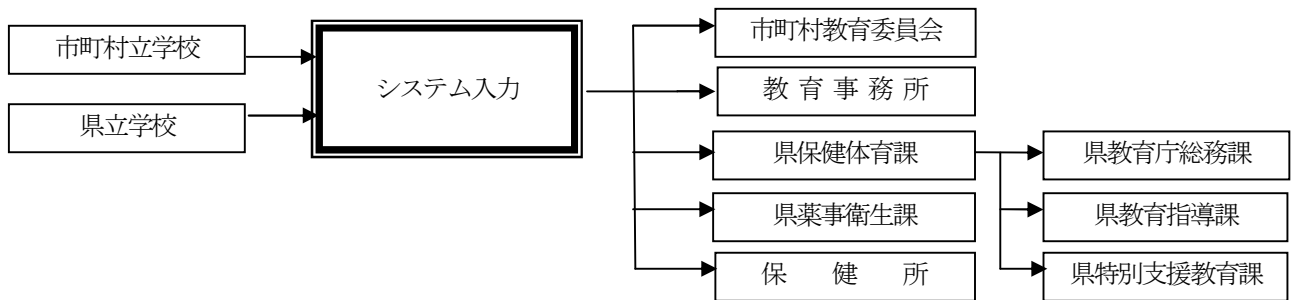 市町村立学校
県立学校
システム入力
市町村教育委員会
教 育 事 務 所
県保健体育課
県薬事衛生課
保 健 所
県教育庁総務課
県教育指導課
県特別支援教育課